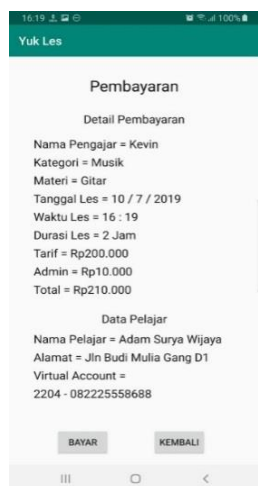 16:19 100%
Yuk Les
Pembayaran
Detail Pembayaran
Nama Pengajar = Kevin
Kategori = Musik
Materi = Gitar
Tanggal Les = 10 / 7 / 2019
Waktu Les = 16 : 19
Durasi Les = 2 Jam
Tarif = Rp200.000
Admin = Rp10.000
Total = Rp210.000
Data Pelajar
Nama Pelajar = Adam Surya Wijaya
Alamat = Jln Budi Mulia Gang D1
Virtual Account =
2204 - 082225558688
BAYAR KEMBALI